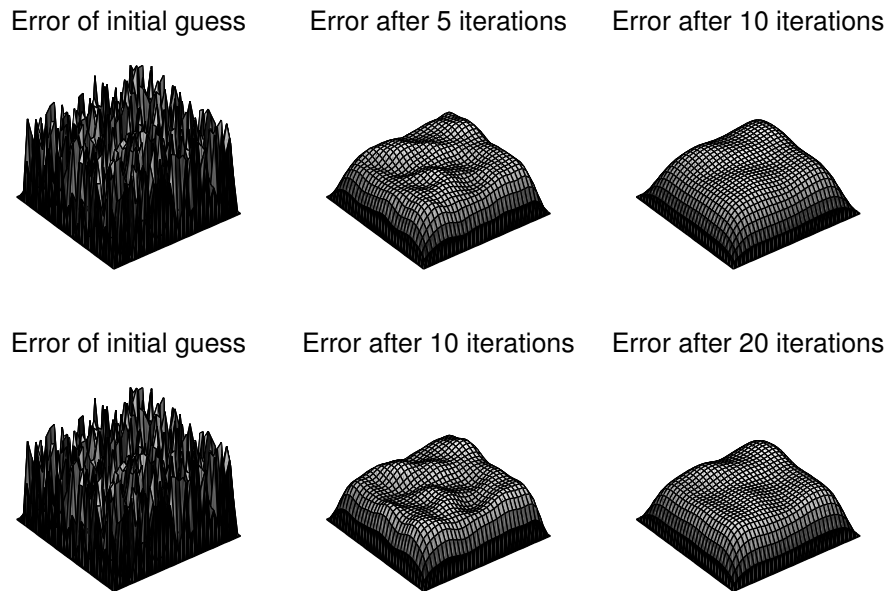 Error of initial guess
Error after 5 iterations
Error after 10 iterations
Error of initial guess
Error after 10 iterations
Error after 20 iterations